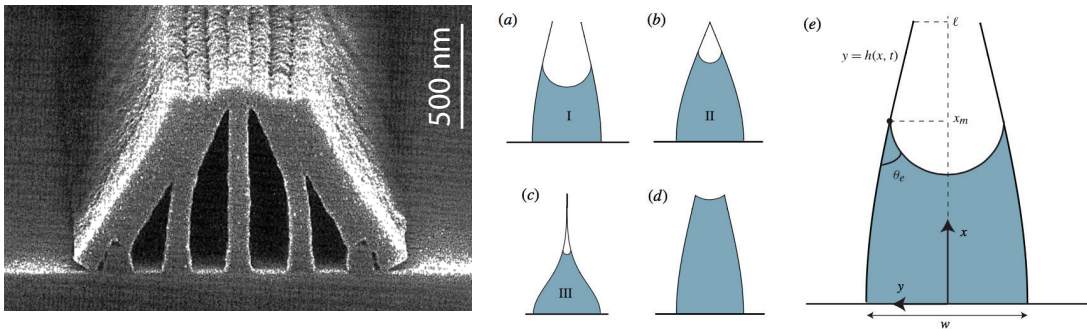 500 nm
(a)
I
(b)
II
(c)
III
(d)
(e)
ℓ
y = h(x, t)
x_m
θ_e
x
y
w